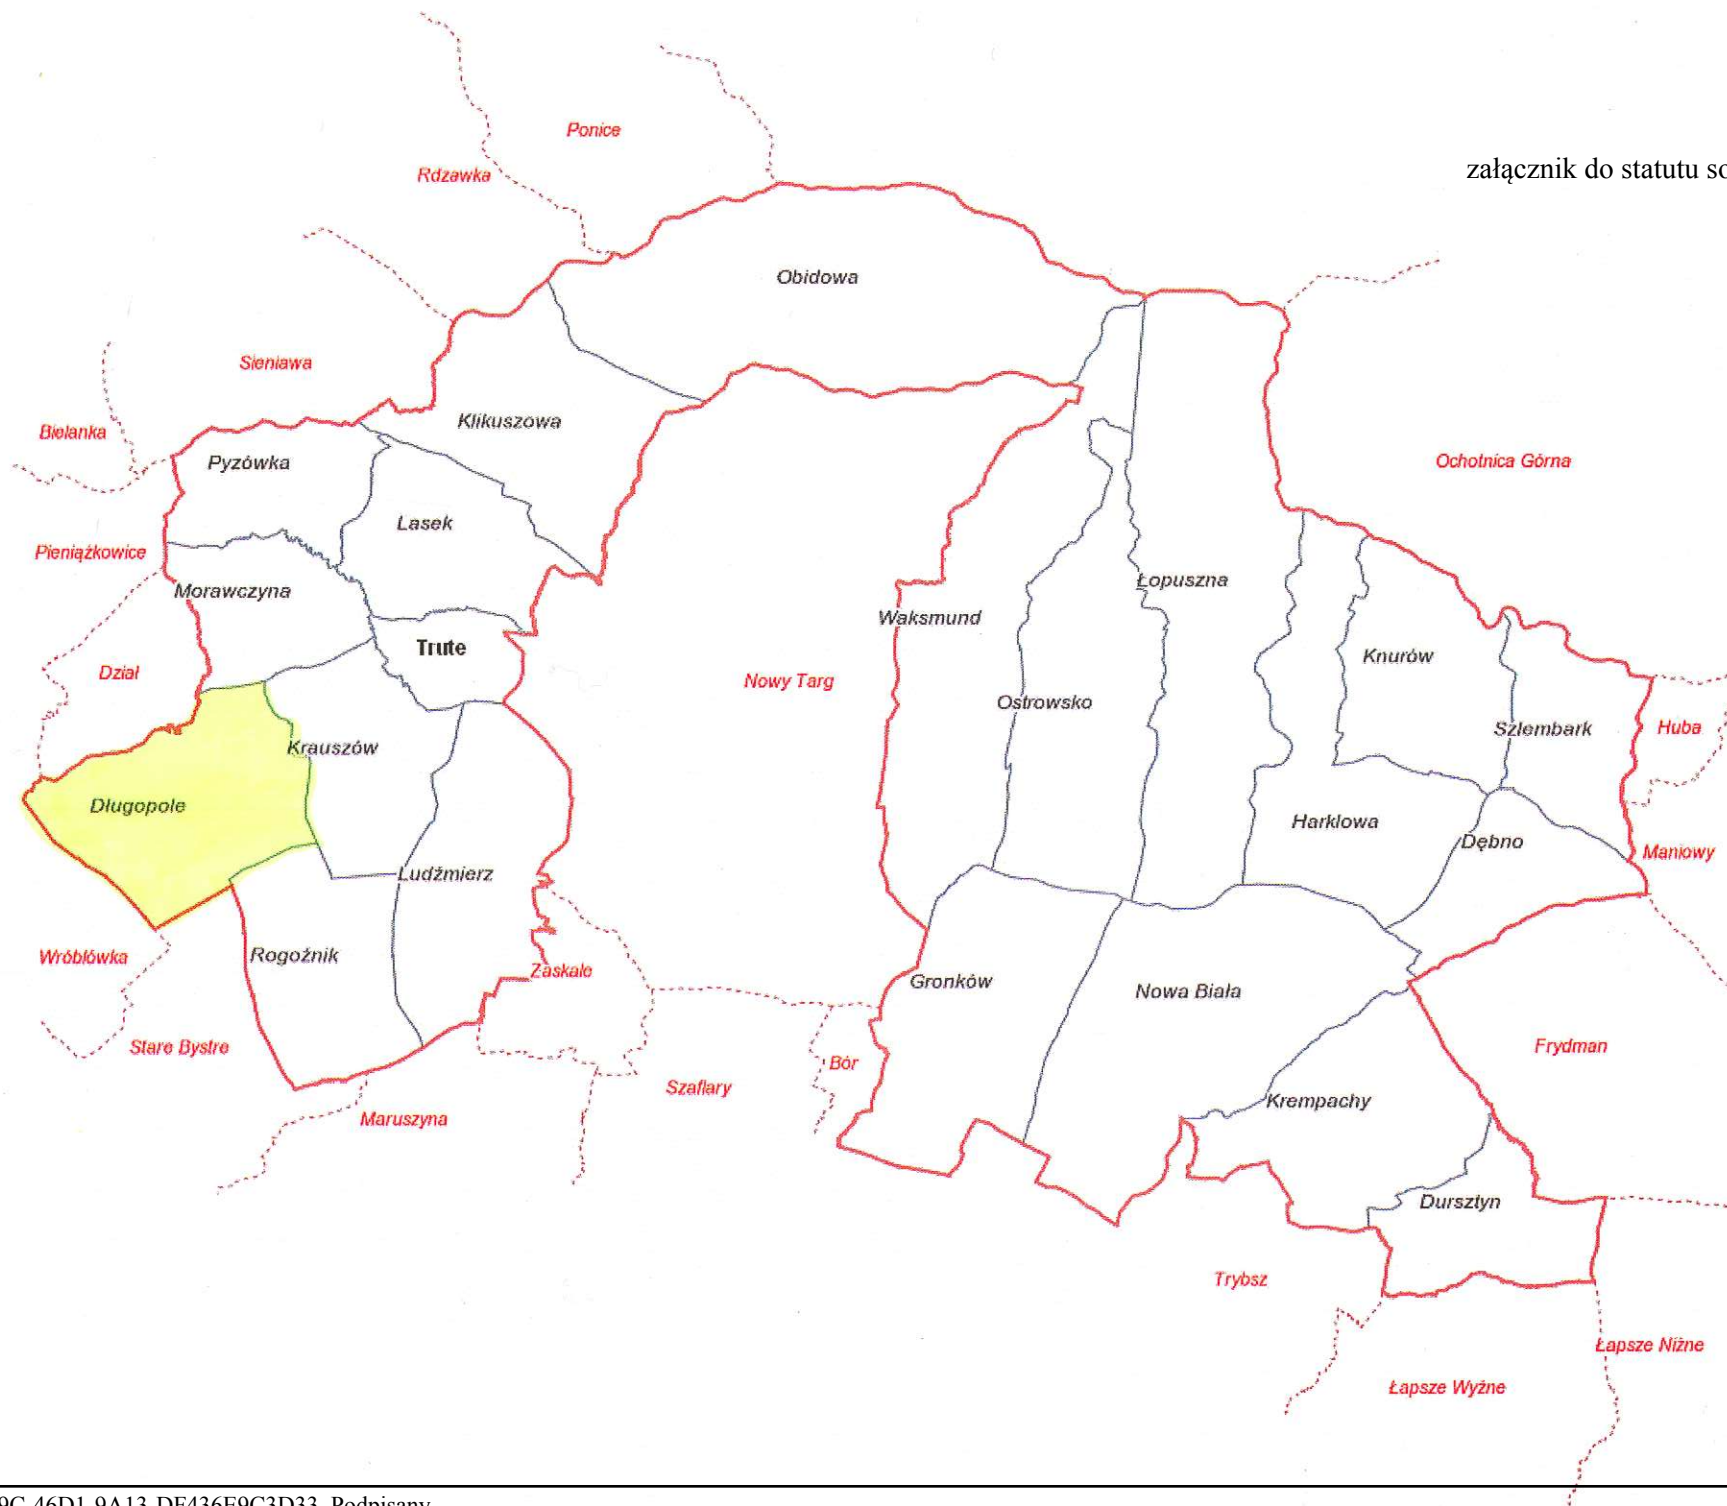 Ponice
załącznik do statutu so
Rdzawka
Obidowa
Sieniawa
Klikuszowa
Bielanka
Pyzówka
Ochotnica Górna
Lasek
Pieniążkowice
Łopuszna
Morawczyna
Waksmund
Trute
Knurów
Dział
Nowy Targ
Ostrowsko
Szlembark
Huba
Krauszów
Długopole
Harklowa
Dębno
Maniowy
Ludźmierz
Rogoźnik
Wróblówka
Zaskale
Gronków
Nowa Biała
Stare Bystre
Frydman
Bór
Szaflary
Krempachy
Maruszyna
Dursztyn
Trybsz
Łapsze Niżne
Łapsze Wyżne